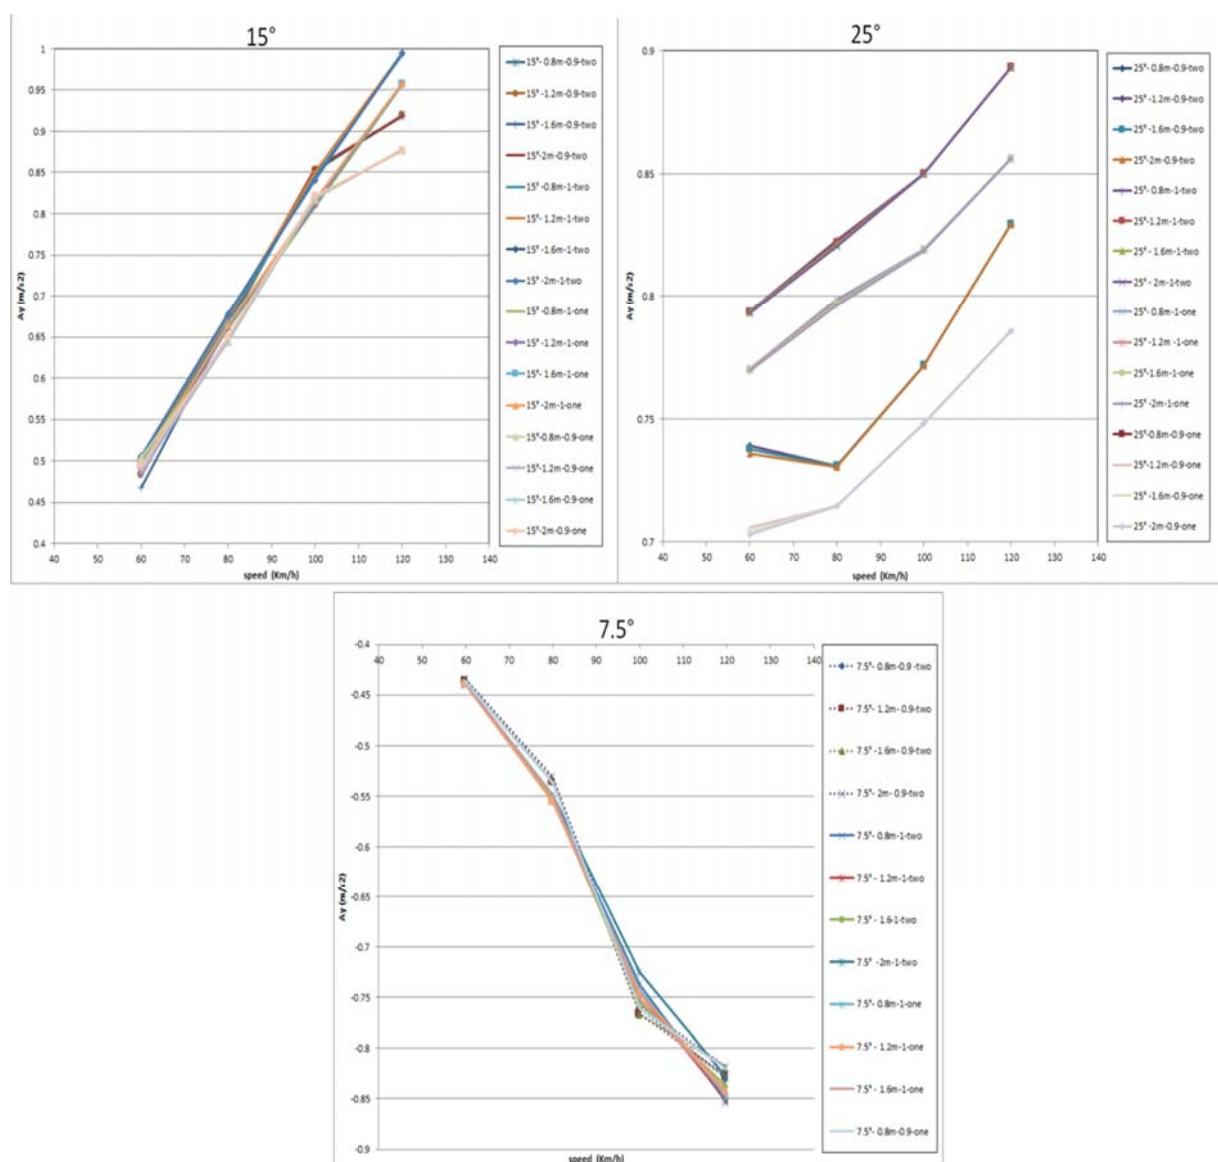 15°
1
0.95
0.9
0.85
0.8
0.75
0.7
0.65
0.6
0.55
0.5
0.45
0.4
Ay (m/s2)
40 50 60 70 80 90 100 110 120 130 140
speed (Km/h)
15°- 0.8m-0.9-two
15° -1.2m-0.9-two
15° -1.6m-0.9-two
15°-2m-0.9-two
15° -0.8m-1-two
15°- 1.2m-1-two
15° -1.6m-1-two
15° -2m-1-two
15° -0.8m-1-one
15° -1.2m-1-one
15°- 1.6m-1-one
15° -2m-1-one
15°-0.8m-0.9-one
15°-1.2m-0.9-one
15°-1.6m-0.9-one
15°-2m-0.9-one
25°
0.9
0.85
0.8
0.75
0.7
Ay (m/s2)
40 50 60 70 80 90 100 110 120 130 140
speed (Km/h)
25°- 0.8m-0.9-two
25° -1.2m-0.9-two
25° -1.6m-0.9-two
25°-2m-0.9-two
25° - 0.8m-1-two
25°-1.2m-1-two
25° - 1.6m-1-two
25° - 2m-1-two
25° - 0.8m-1-one
25° -1.2m -1-one
25° -1.6m-1-one
25° -2m-1-one
25°-0.8m-0.9-one
25° -1.2m-0.9-one
25° -1.6m-0.9-one
25° -2m-0.9-one
7.5°
-0.4
40 50 60 70 80 90 100 110 120 130 140
-0.45
-0.5
-0.55
-0.6
-0.65
-0.7
-0.75
-0.8
-0.85
-0.9
Ay (m/s2)
speed (Km/h)
7.5°- 0.8m-0.9 -two
7.5°- 1.2m- 0.9-two
7.5° -1.6m- 0.9-two
7.5°- 2m- 0.9-two
7.5°- 0.8m-1-two
7.5° - 1.2m-1-two
7.5° - 1.6-1-two
7.5° -2m-1-two
7.5° - 0.8m-1-one
7.5° - 1.2m-1-one
7.5° - 1.6m-1-one
7.5° - 0.8m-0.9-one